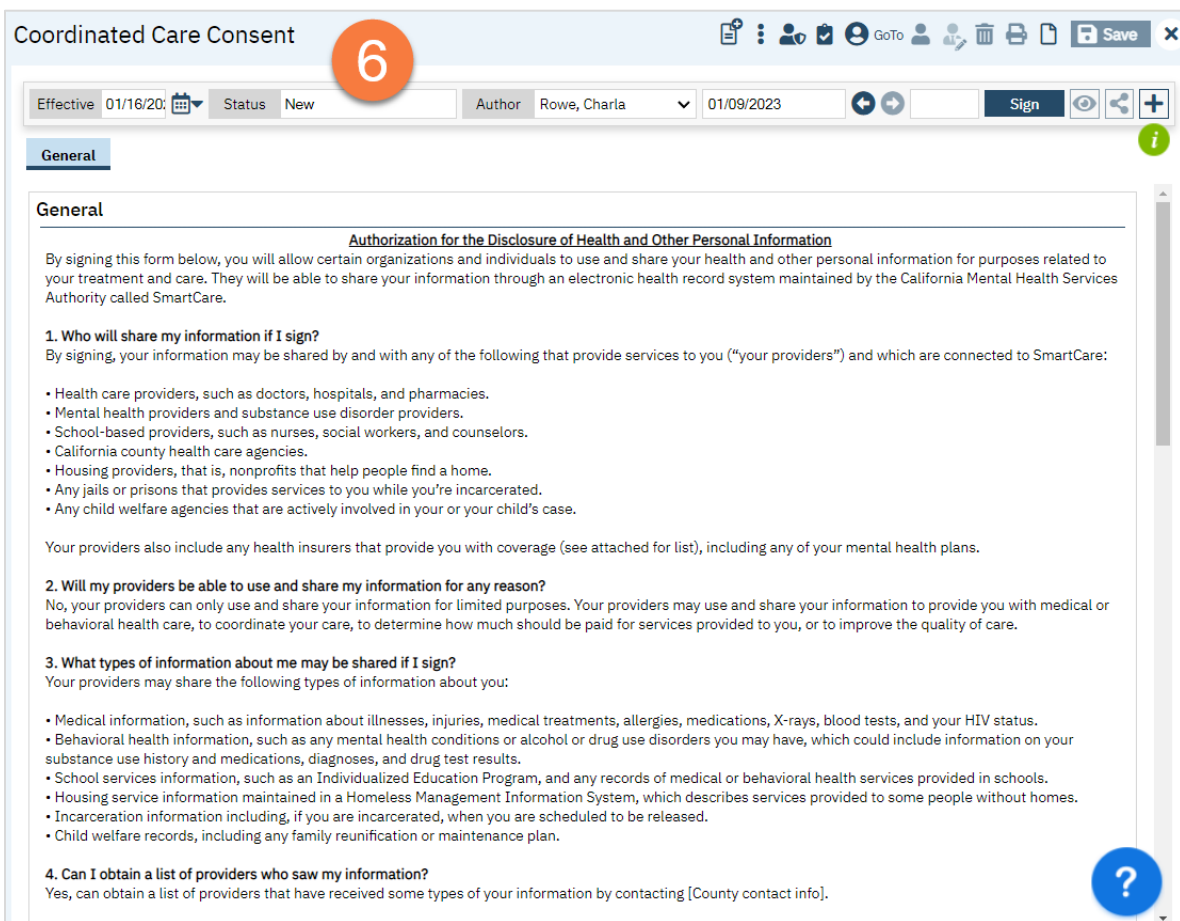 Coordinated Care Consent
6
GoTo
Save
Effective 01/16/20
Status New
Author Rowe, Charla
01/09/2023
Sign
i
General
General
Authorization for the Disclosure of Health and Other Personal Information
By signing this form below, you will allow certain organizations and individuals to use and share your health and other personal information for purposes related to
your treatment and care. They will be able to share your information through an electronic health record system maintained by the California Mental Health Services
Authority called SmartCare.
1. Who will share my information if I sign?
By signing, your information may be shared by and with any of the following that provide services to you (“your providers”) and which are connected to SmartCare:
• Health care providers, such as doctors, hospitals, and pharmacies.
• Mental health providers and substance use disorder providers.
• School-based providers, such as nurses, social workers, and counselors.
• California county health care agencies.
• Housing providers, that is, nonprofits that help people find a home.
• Any jails or prisons that provides services to you while you’re incarcerated.
• Any child welfare agencies that are actively involved in your or your child’s case.
Your providers also include any health insurers that provide you with coverage (see attached for list), including any of your mental health plans.
2. Will my providers be able to use and share my information for any reason?
No, your providers can only use and share your information for limited purposes. Your providers may use and share your information to provide you with medical or
behavioral health care, to coordinate your care, to determine how much should be paid for services provided to you, or to improve the quality of care.
3. What types of information about me may be shared if I sign?
Your providers may share the following types of information about you:
• Medical information, such as information about illnesses, injuries, medical treatments, allergies, medications, X-rays, blood tests, and your HIV status.
• Behavioral health information, such as any mental health conditions or alcohol or drug use disorders you may have, which could include information on your
substance use history and medications, diagnoses, and drug test results.
• School services information, such as an Individualized Education Program, and any records of medical or behavioral health services provided in schools.
• Housing service information maintained in a Homeless Management Information System, which describes services provided to some people without homes.
• Incarceration information including, if you are incarcerated, when you are scheduled to be released.
• Child welfare records, including any family reunification or maintenance plan.
4. Can I obtain a list of providers who saw my information?
Yes, can obtain a list of providers that have received some types of your information by contacting [County contact info].
?